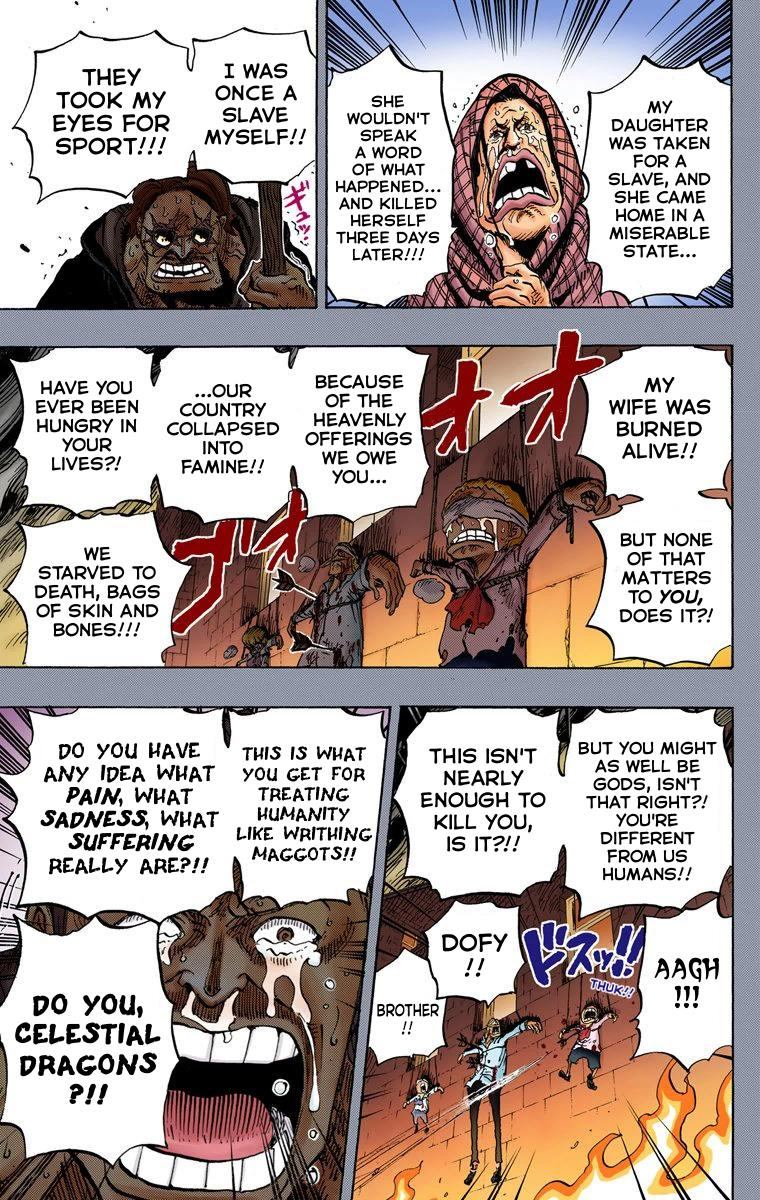 MY
DAUGHTER
WAS TAKEN
FOR A
SLAVE, AND
SHE CAME
HOME IN A
MISERABLE
STATE...
SHE
WOULDN'T
SPEAK
A WORD
OF WHAT
HAPPENED...
AND KILLED
HERSELF
THREE DAYS
LATER!!!
I WAS
ONCE A
SLAVE
MYSELF!!
THEY
TOOK MY
EYES FOR
SPORT!!!
ギュッ!
MY
WIFE WAS
BURNED
ALIVE!!
BUT NONE
OF THAT
MATTERS
TO YOU,
DOES IT?!
オオ
オ
ゴオ
BECAUSE
OF THE
HEAVENLY
OFFERINGS
WE OWE
YOU...
...OUR
COUNTRY
COLLAPSED
INTO
FAMINE!!
HAVE YOU
EVER BEEN
HUNGRY IN
YOUR
LIVES?!
WE
STARVED TO
DEATH, BAGS
OF SKIN AND
BONES!!!
BUT YOU MIGHT
AS WELL BE
GODS, ISN'T
THAT RIGHT?!
YOU'RE
DIFFERENT
FROM US
HUMANS!!
THIS ISN'T
NEARLY
ENOUGH TO
KILL YOU,
IS IT?!!
AAGH
!!!
ドスッ!!
THUK!!
DOFY
!!
BROTHER
!!
THIS IS WHAT
YOU GET FOR
TREATING
HUMANITY
LIKE WRITHING
MAGGOTS!!
DO YOU HAVE
ANY IDEA WHAT
PAIN, WHAT
SADNESS, WHAT
SUFFERING
REALLY ARE?!!
DO YOU,
CELESTIAL
DRAGONS
?!!